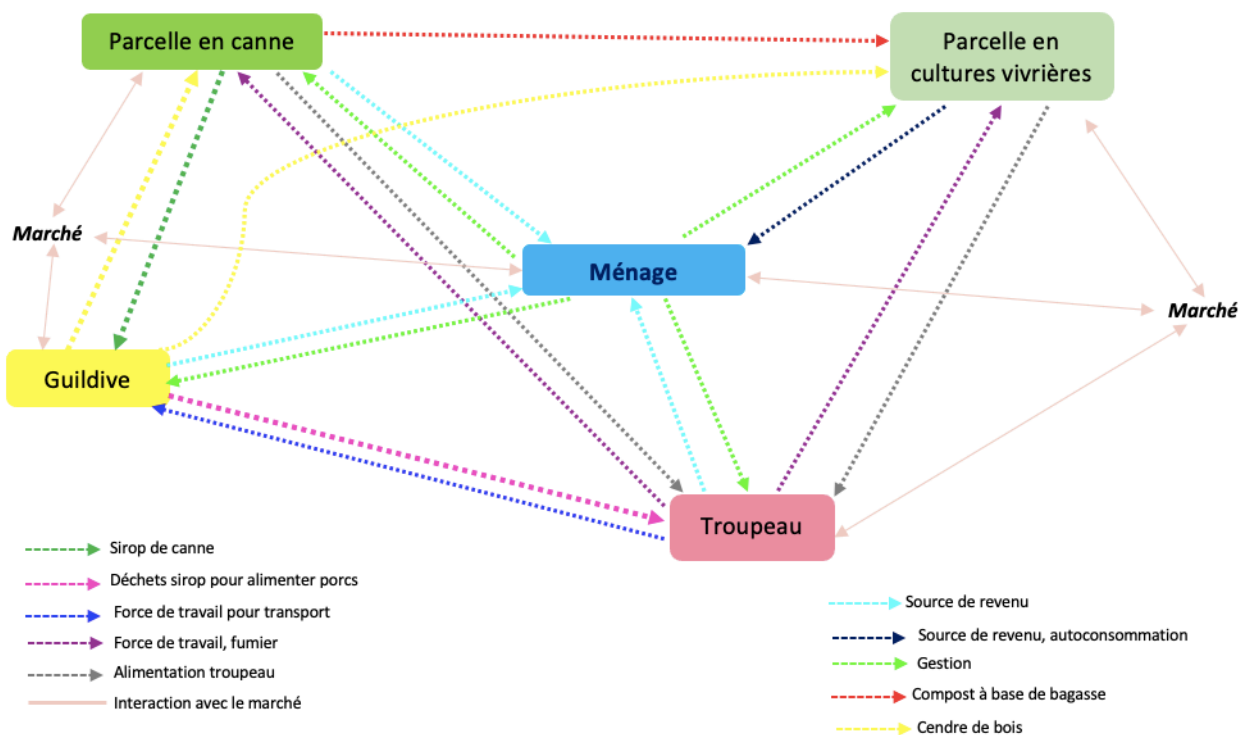 Parcelle en canne
Parcelle en
cultures vivrières
Marché
Ménage
Marché
Guildive
Troupeau
Sirop de canne
Déchets sirop pour alimenter porcs
Force de travail pour transport
Force de travail, fumier
Alimentation troupeau
Interaction avec le marché
Source de revenu
Source de revenu, autoconsommation
Gestion
Compost à base de bagasse
Cendre de bois